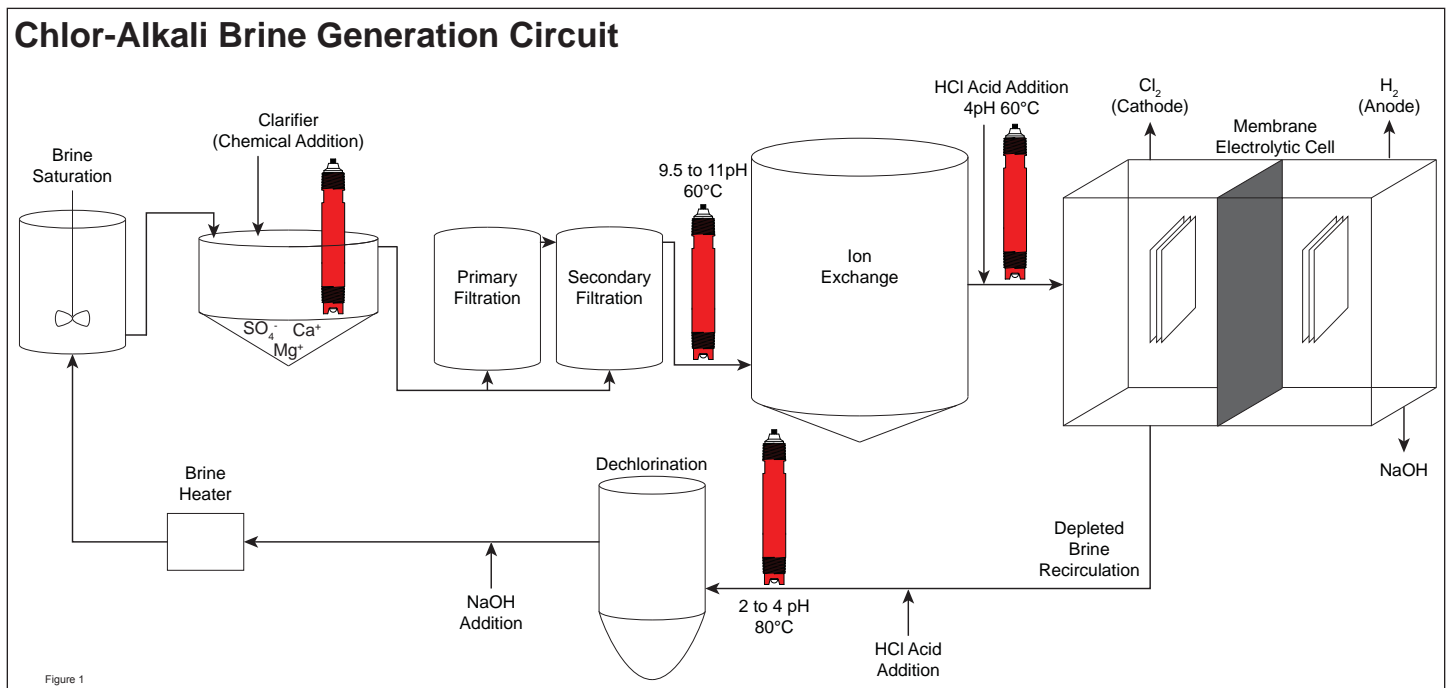 Chlor-Alkali Brine Generation Circuit
Brine
Saturation
Clarifier
(Chemical Addition)
SO₄⁻ Ca⁺
Mg⁺
Primary
Filtration
Secondary
Filtration
9.5 to 11pH
60°C
Ion
Exchange
HCl Acid Addition
4pH 60°C
Cl₂
(Cathode)
Membrane
Electrolytic Cell
H₂
(Anode)
NaOH
Depleted
Brine
Recirculation
HCl Acid
Addition
2 to 4 pH
80°C
Dechlorination
NaOH
Addition
Brine
Heater
Figure 1